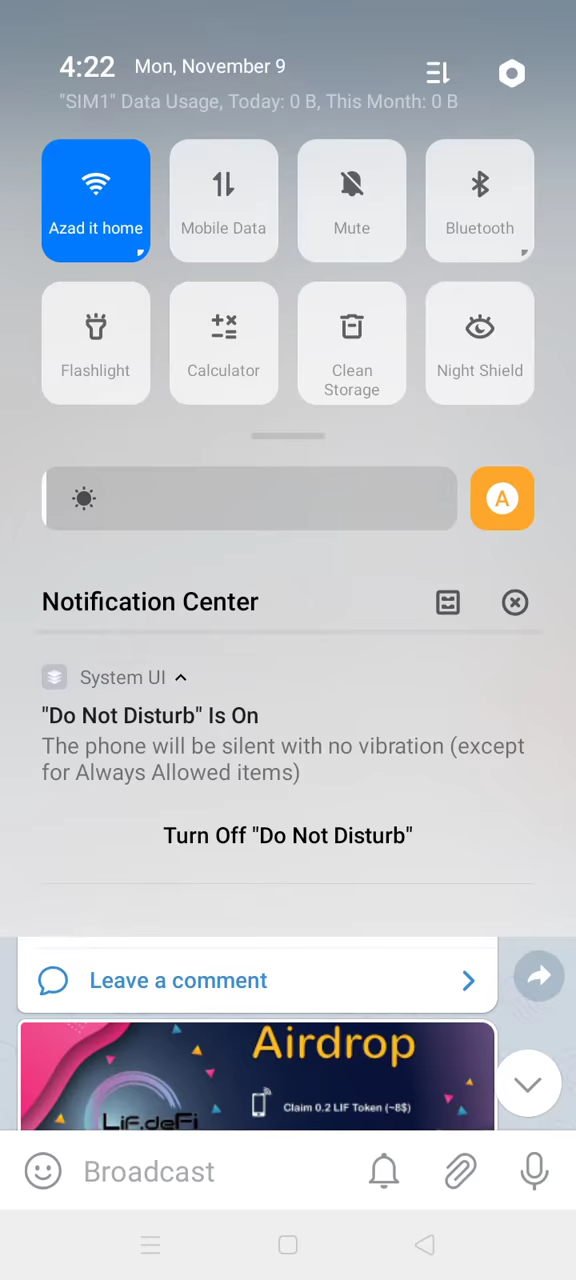 4:22 Mon, November 9
"SIM1" Data Usage, Today: 0 B, This Month: 0 B
Azad it home
Mobile Data
Mute
Bluetooth
Flashlight
Calculator
Clean
Storage
Night Shield
A
Notification Center
System UI
"Do Not Disturb" Is On
The phone will be silent with no vibration (except
for Always Allowed items)
Turn Off "Do Not Disturb"
Leave a comment
Airdrop
Claim 0.2 LIF Token (~8$)
LiF.deFi
Broadcast